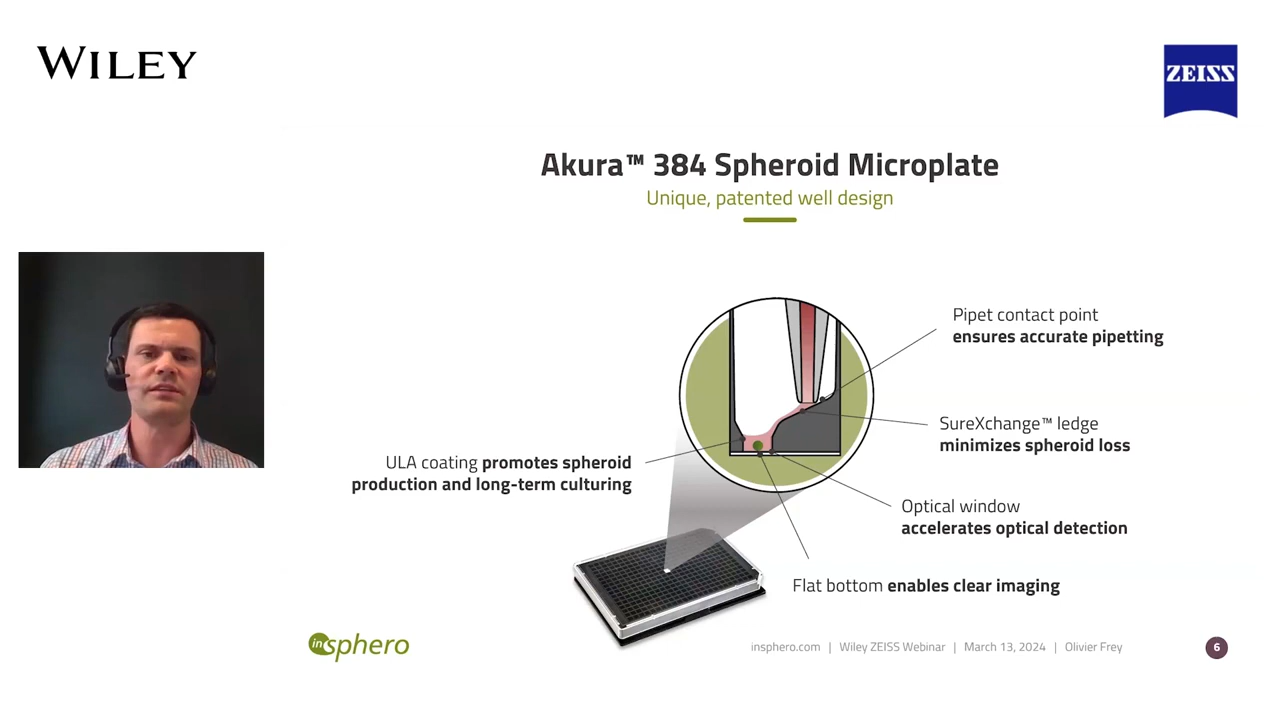 WILEY
ZEISS
Akura™ 384 Spheroid Microplate
Unique, patented well design
Pipet contact point
ensures accurate pipetting
SureXchange™ ledge
minimizes spheroid loss
ULA coating promotes spheroid
production and long-term culturing
Optical window
accelerates optical detection
Flat bottom enables clear imaging
insphero
insphero.com | Wiley ZEISS Webinar | March 13, 2024 | Olivier Frey
6